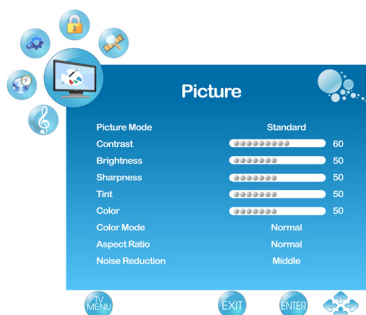 Picture
Picture Mode Standard
Contrast 60
Brightness 50
Sharpness 50
Tint 50
Color 50
Color Mode Normal
Aspect Ratio Normal
Noise Reduction Middle
TV MENU EXIT ENTER